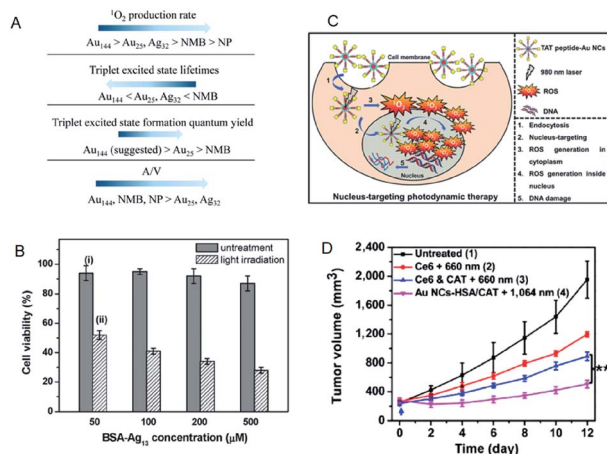 A
¹O₂ production rate
Au₁₄₄ > Au₂₅, Ag₃₂ > NMB > NP
Triplet excited state lifetimes
Au₁₄₄ < Au₂₅, Ag₃₂ < NMB
Triplet excited state formation quantum yield
Au₁₄₄ (suggested) > Au₂₅ > NMB
A/V
Au₁₄₄, NMB, NP > Au₂₅, Ag₃₂
B
untreatment
light irradiation
(i)
(ii)
Cell viability (%)
100
80
60
40
20
0
50 100 200 500
BSA-Ag₁₃ concentration (μM)
C
Cell membrane
1
2
3
4
5
O
Nucleus
Nucleus-targeting photodynamic therapy
TAT peptide-Au NCs
980 nm laser
ROS
DNA
1. Endocytosis
2. Nucleus-targeting
3. ROS generation in cytoplasm
4. ROS generation inside nucleus
5. DNA damage
D
Untreated (1)
Ce6 + 660 nm (2)
Ce6 & CAT + 660 nm (3)
Au NCs-HSA/CAT + 1,064 nm (4)
**
Tumor volume (mm³)
2,400
2,000
1,600
1,200
800
400
0
0 2 4 6 8 10 12
Time (day)